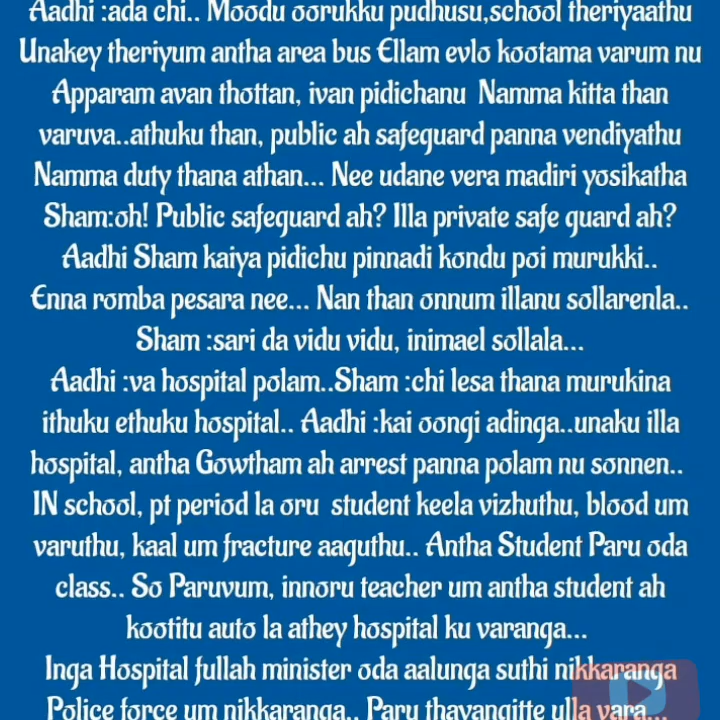 Aadhi :ada chi.. Moodu oorukku pudhusu,school theriyaathu
Unakey theriyum antha area bus Ellam evlo kootama varum nu
Apparam avan thottan, ivan pidichanu Namma kitta than
varuva..athuku than, public ah safeguard panna vendiyathu
Namma duty thana athan... Nee udane vera madiri yosikatha
Sham:oh! Public safeguard ah? Illa private safe guard ah?
Aadhi Sham kaiya pidichu pinnadi kondu poi murukki..
Enna romba pesara nee... Nan than onnum illanu sollarenla..
Sham :sari da vidu vidu, inimael sollala...
Aadhi :va hospital polam..Sham :chi lesa thana murukina
ithuku ethuku hospital.. Aadhi :kai oongi adinga..unaku illa
hospital, antha Gowtham ah arrest panna polam nu sonnen..
IN school, pt period la oru student keela vizhuthu, blood um
varuthu, kaal um fracture aaguthu.. Antha Student Paru oda
class.. So Paruvum, innoru teacher um antha student ah
kootitu auto la athey hospital ku varanga...
Inga Hospital fullah minister oda aalunga suthi nikkaranga
Police force um nikkaranga.. Paru thayangitte ulla vara...